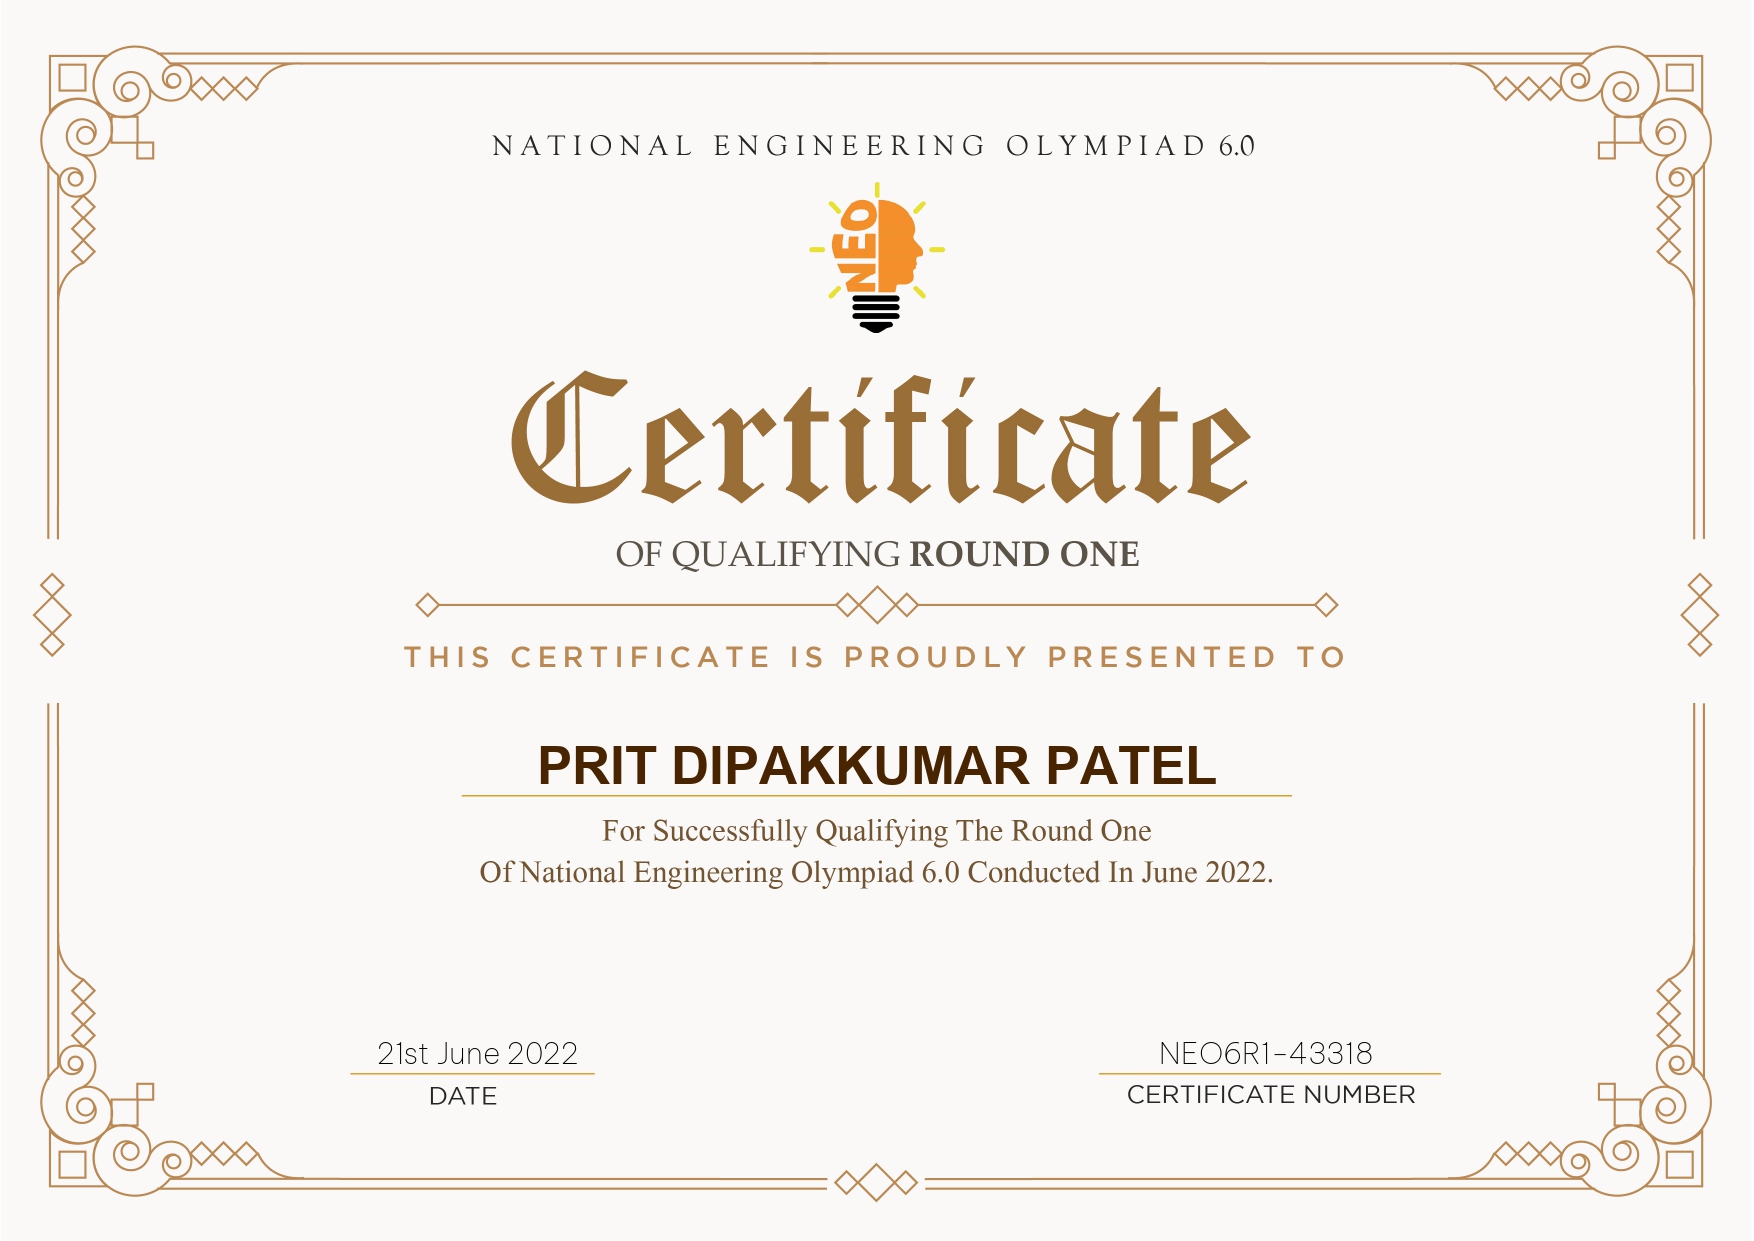 NATIONAL ENGINEERING OLYMPIAD 6.0
NEO
Certificate
OF QUALIFYING ROUND ONE
THIS CERTIFICATE IS PROUDLY PRESENTED TO
PRIT DIPAKKUMAR PATEL
For Successfully Qualifying The Round One
Of National Engineering Olympiad 6.0 Conducted In June 2022.
21st June 2022
DATE
NEO6R1-43318
CERTIFICATE NUMBER